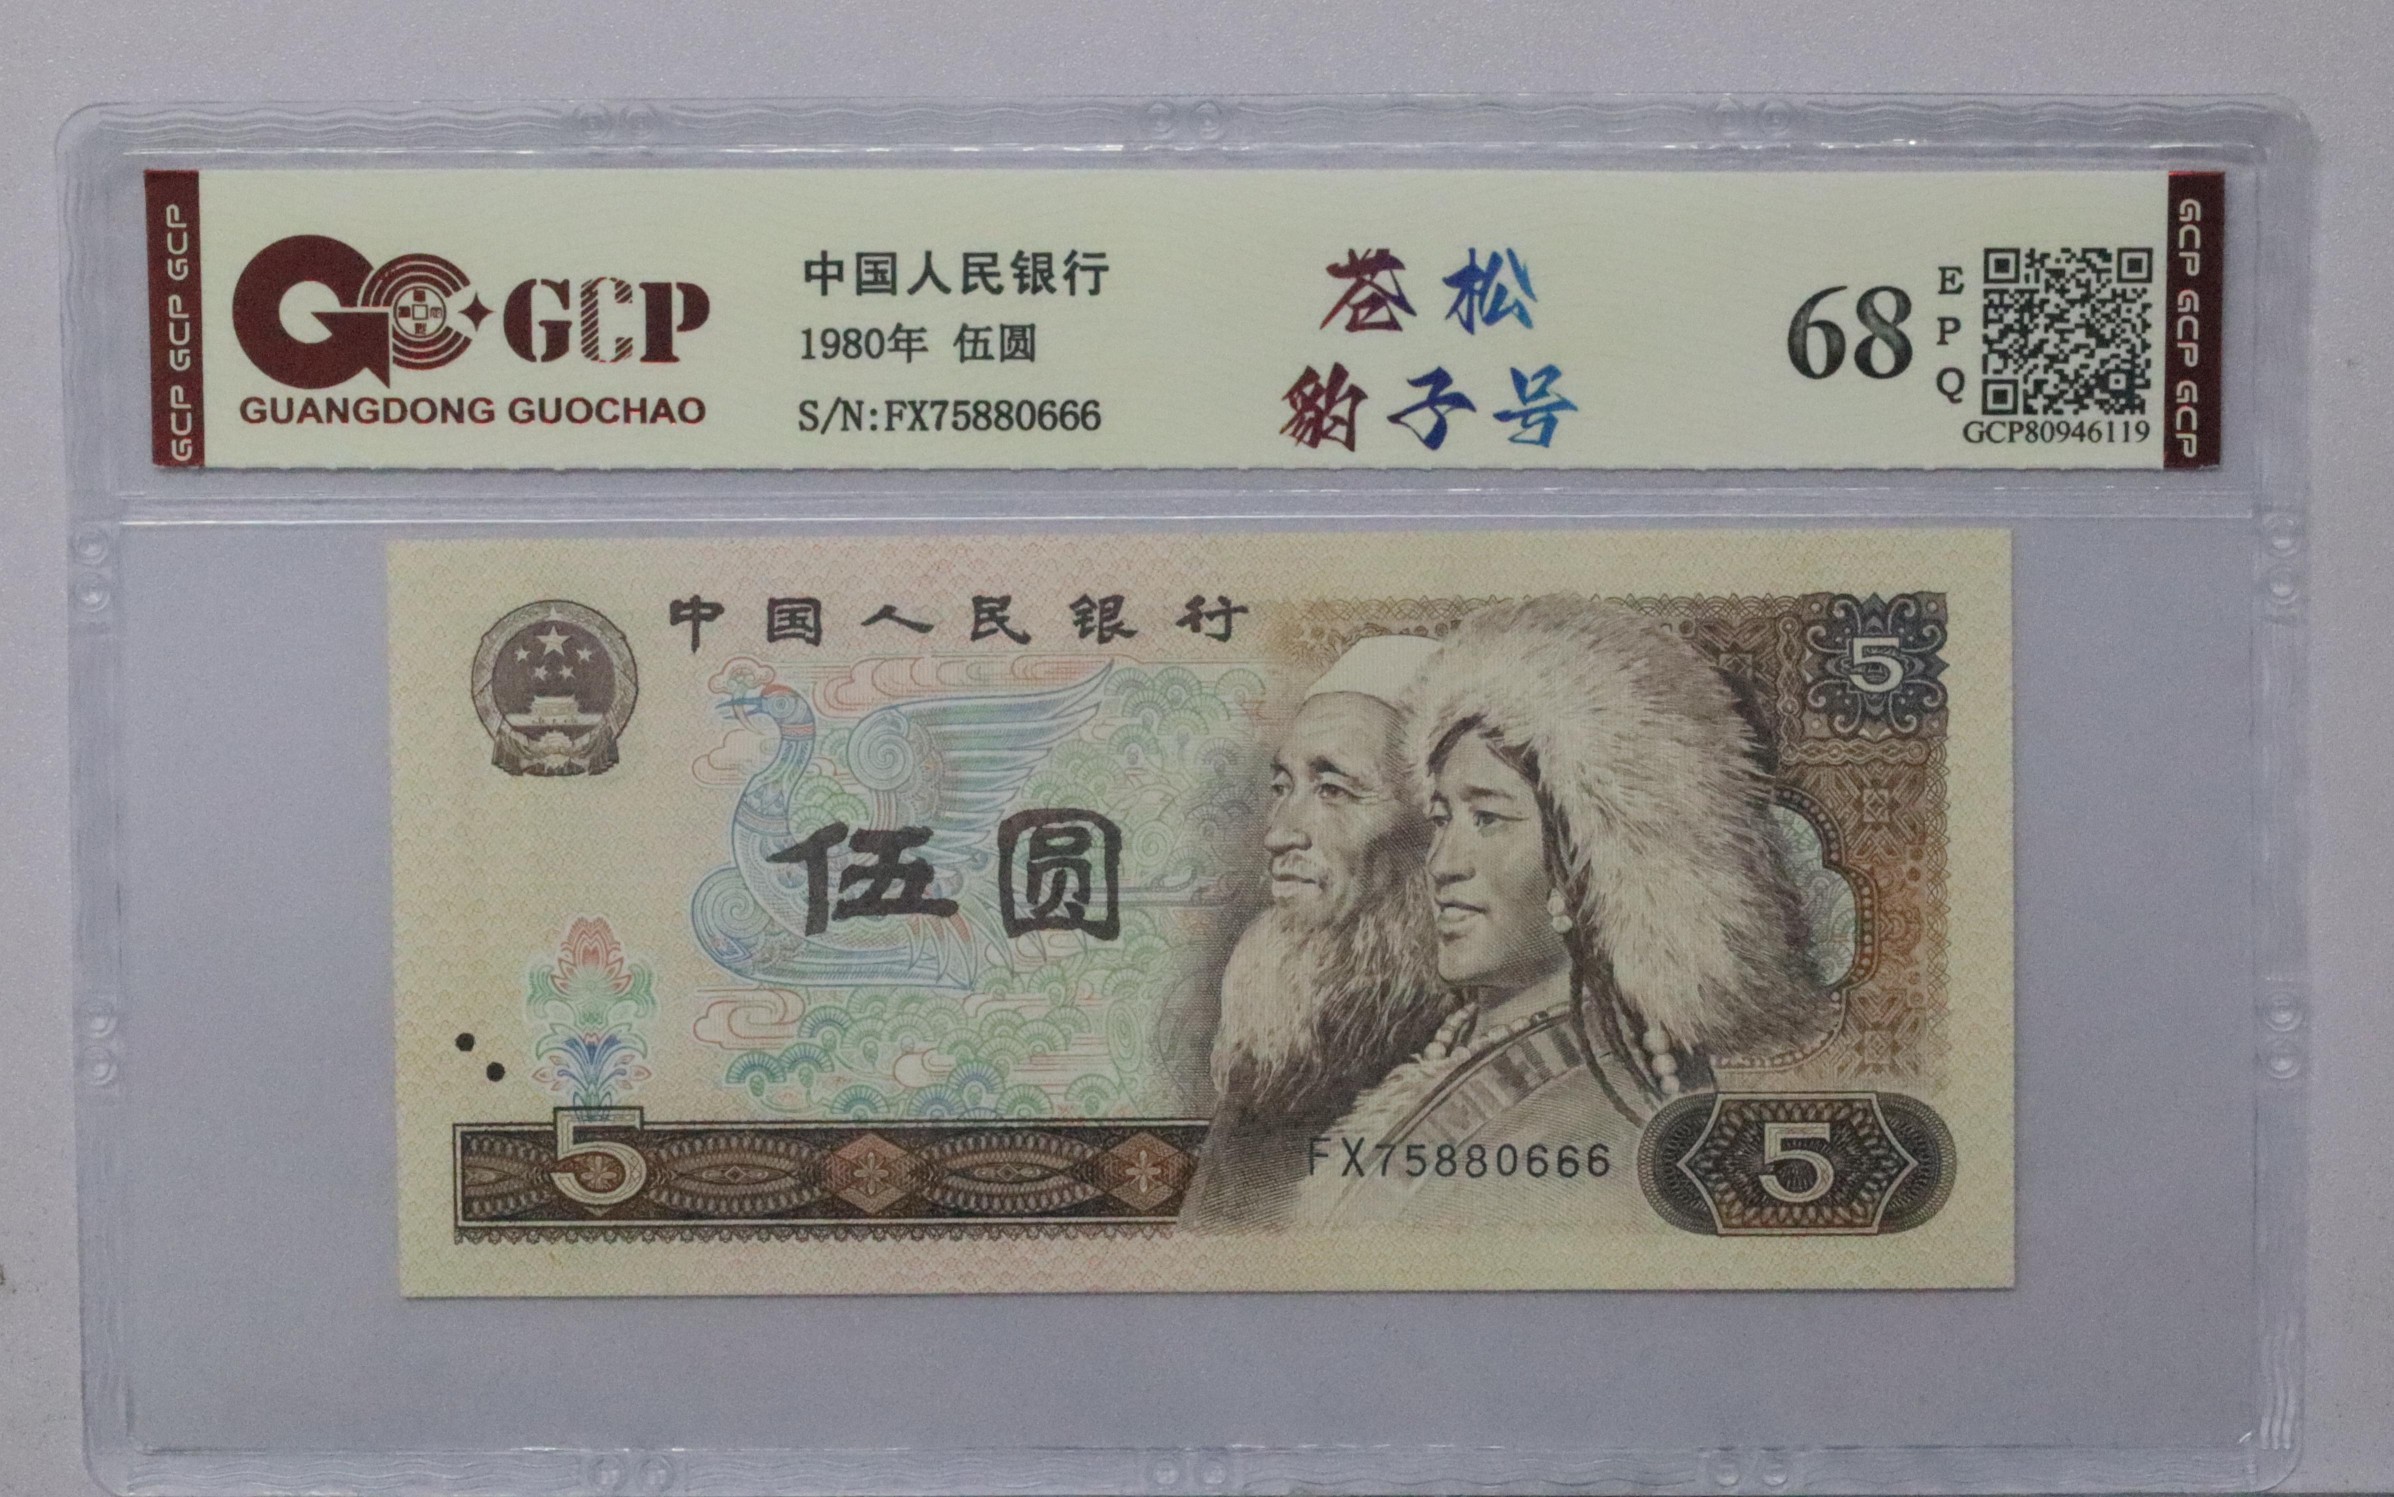 GCP GCP GCP
GCP
GUANGDONG GUOCHAO
中国人民银行
1980年 伍圆
S/N:FX75880666
苍松
豹子号
68
EPQ
GCP80946119
GCP GCP GCP
中国人民银行
5
伍圆
5
FX75880666
5